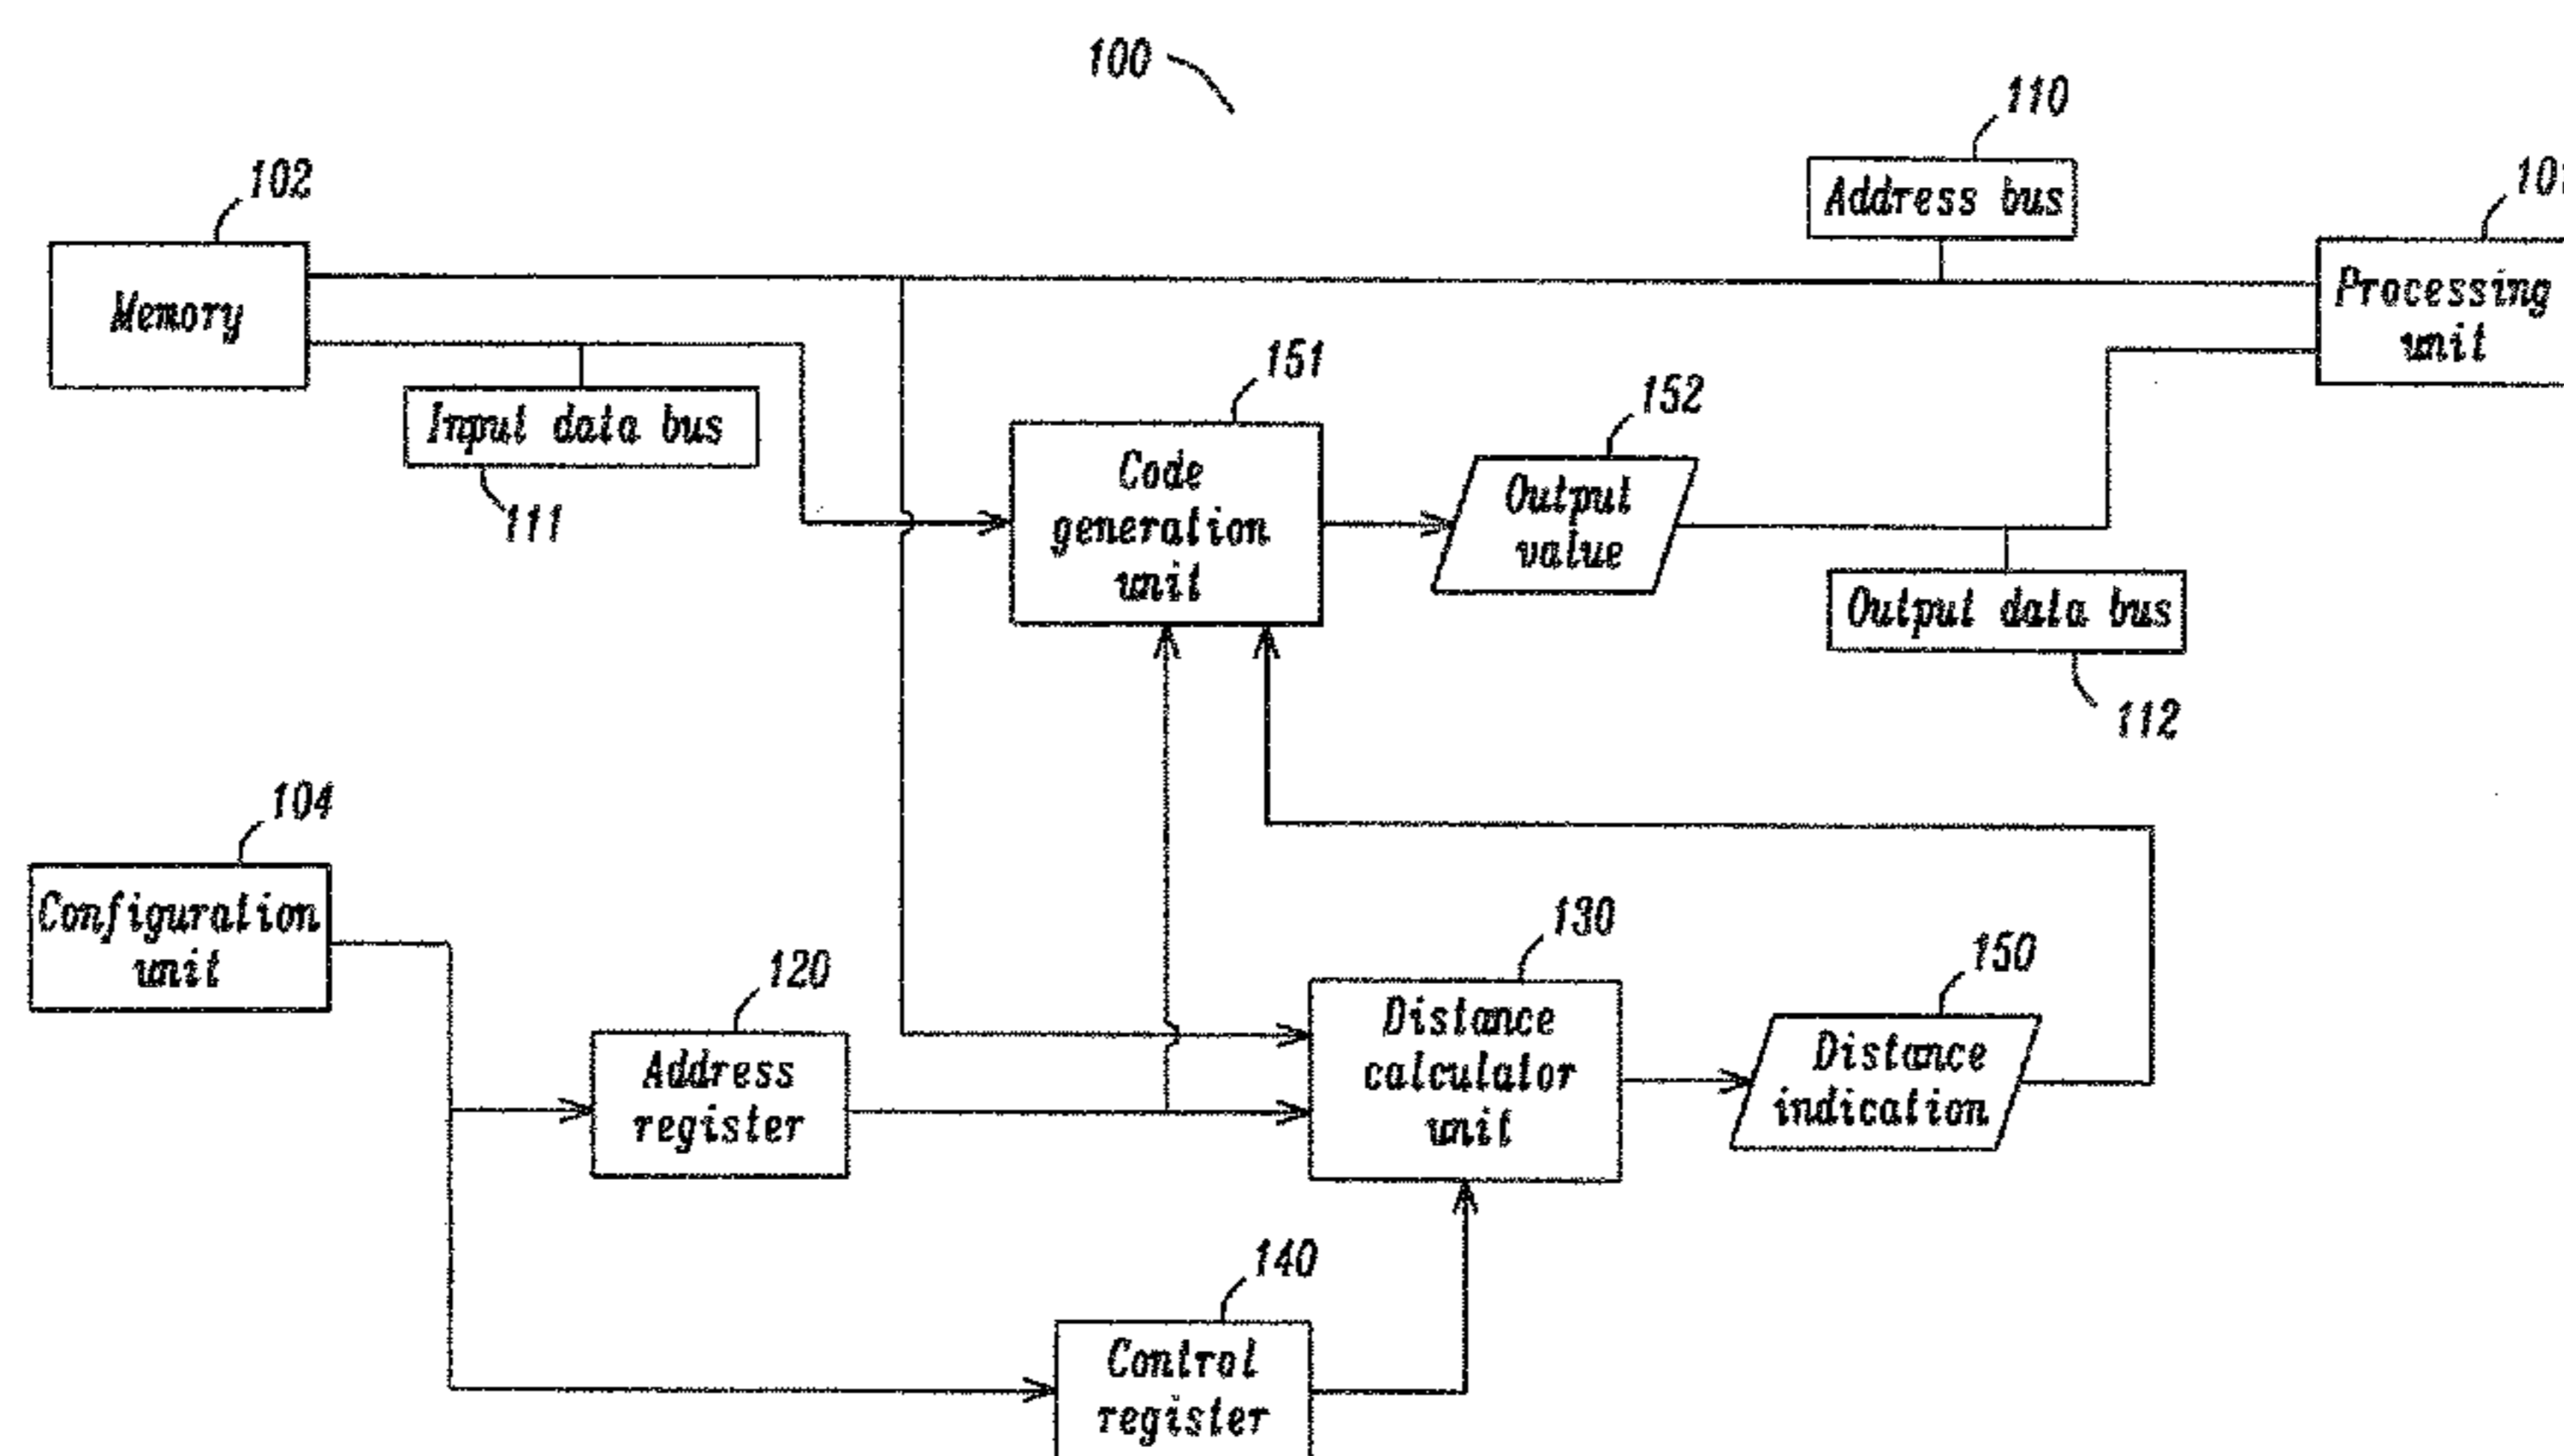 100
110
102
Address bus
Memory
Processing
unit
151
152
Input data bus
111
Code
generation
unit
Output
value
Output data bus
112
104
Configuration
unit
130
120
150
Address
register
Distance
calculator
unit
Distance
indication
140
Control
register